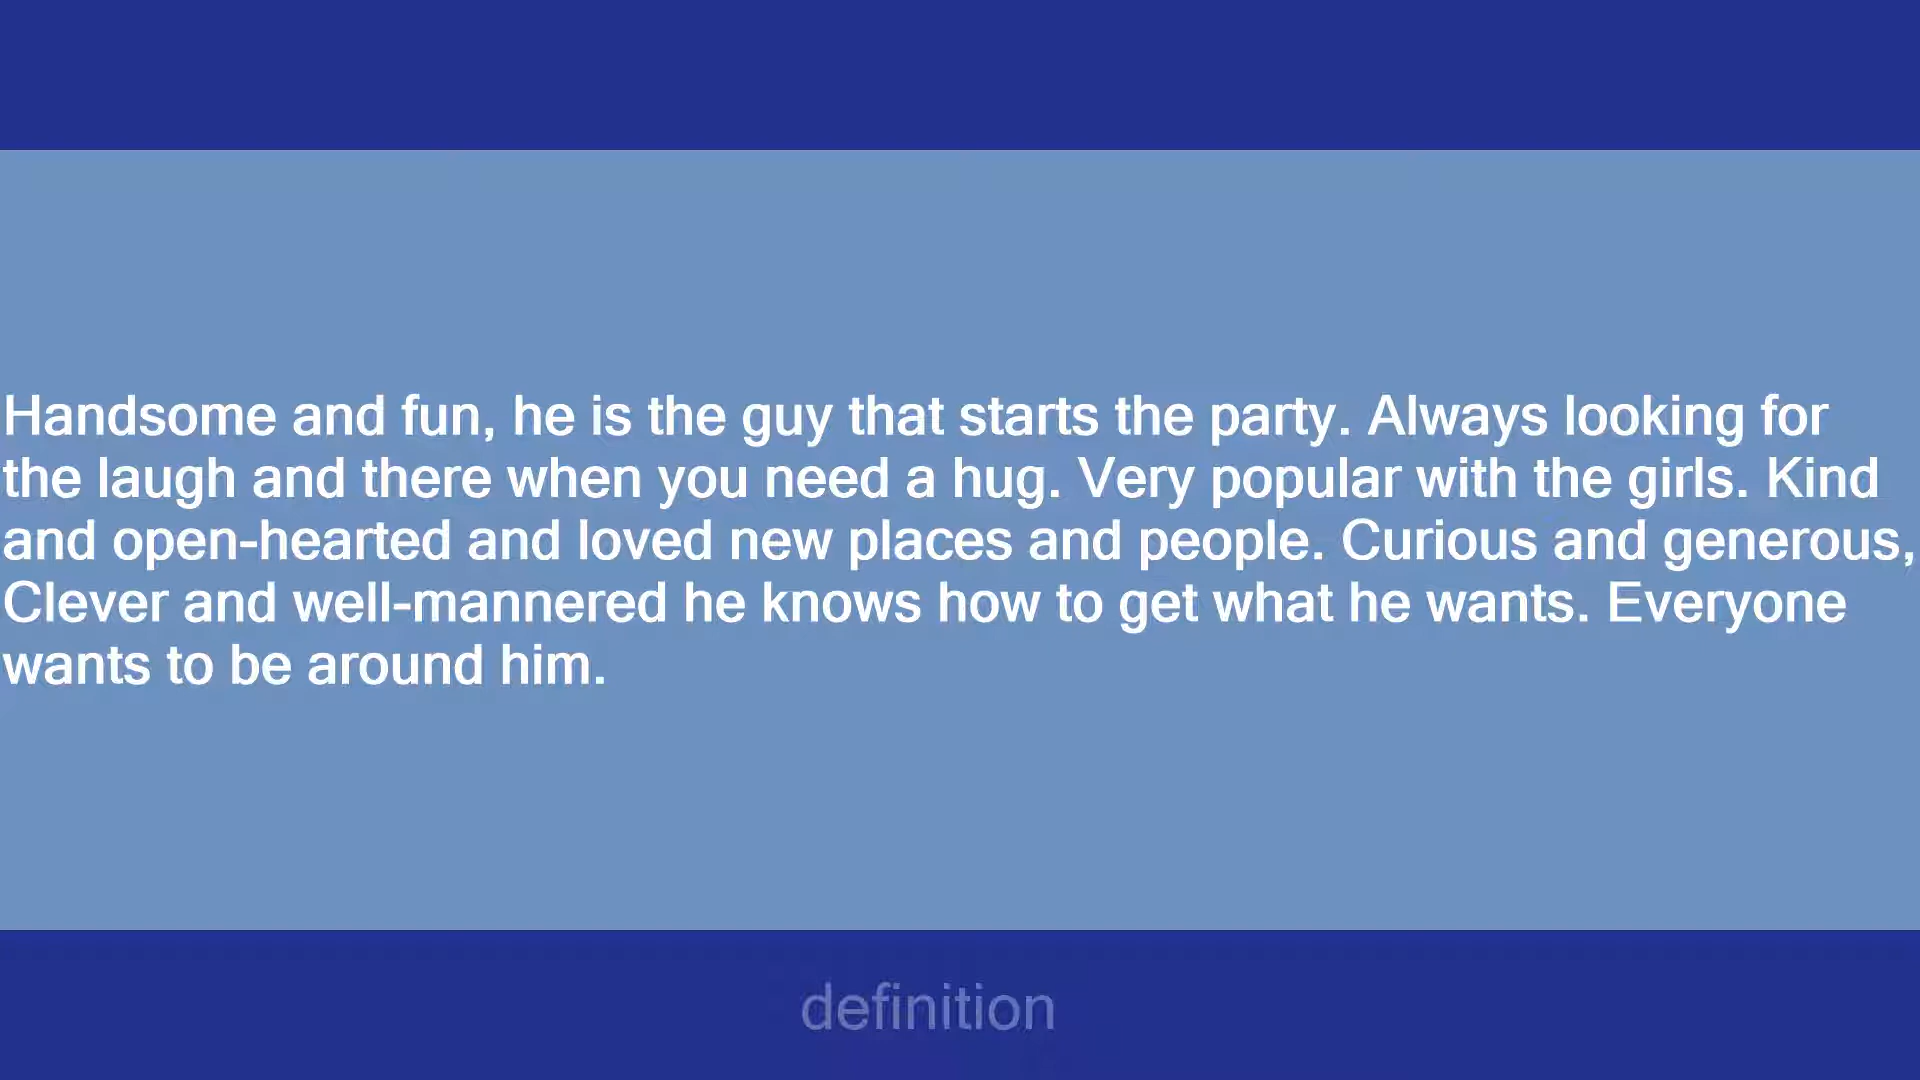 Handsome and fun, he is the guy that starts the party. Always looking for
the laugh and there when you need a hug. Very popular with the girls. Kind
and open-hearted and loved new places and people. Curious and generous,
Clever and well-mannered he knows how to get what he wants. Everyone
wants to be around him.
definition